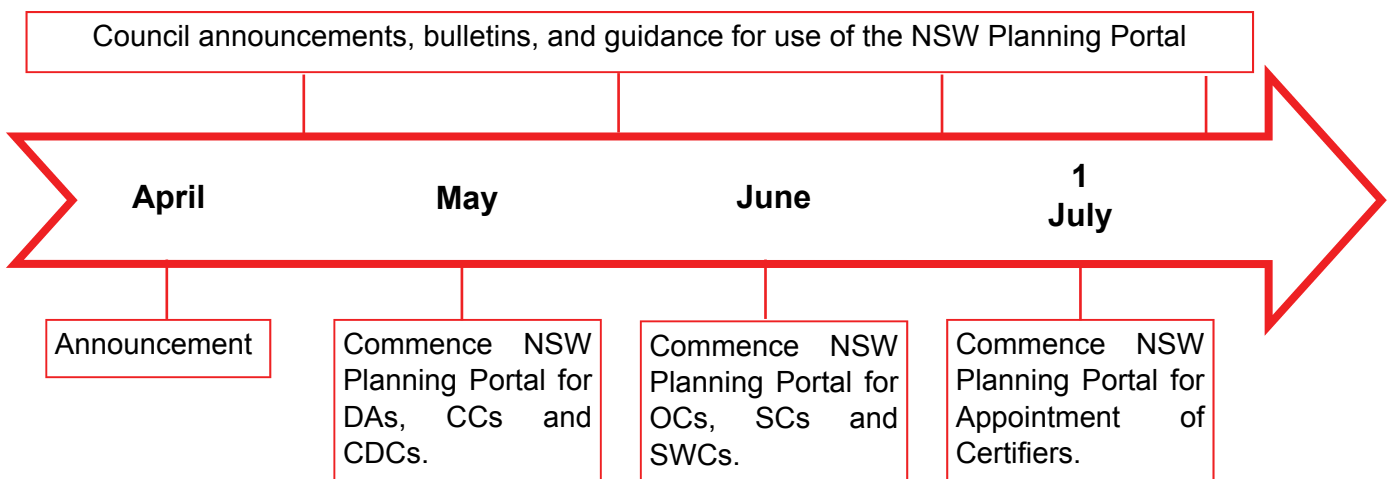 Council announcements, bulletins, and guidance for use of the NSW Planning Portal
April
May
June
1
July
Announcement
Commence NSW
Planning Portal for
DAs, CCs and
CDCs.
Commence NSW
Planning Portal for
OCs, SCs and
SWCs.
Commence NSW
Planning Portal for
Appointment of
Certifiers.